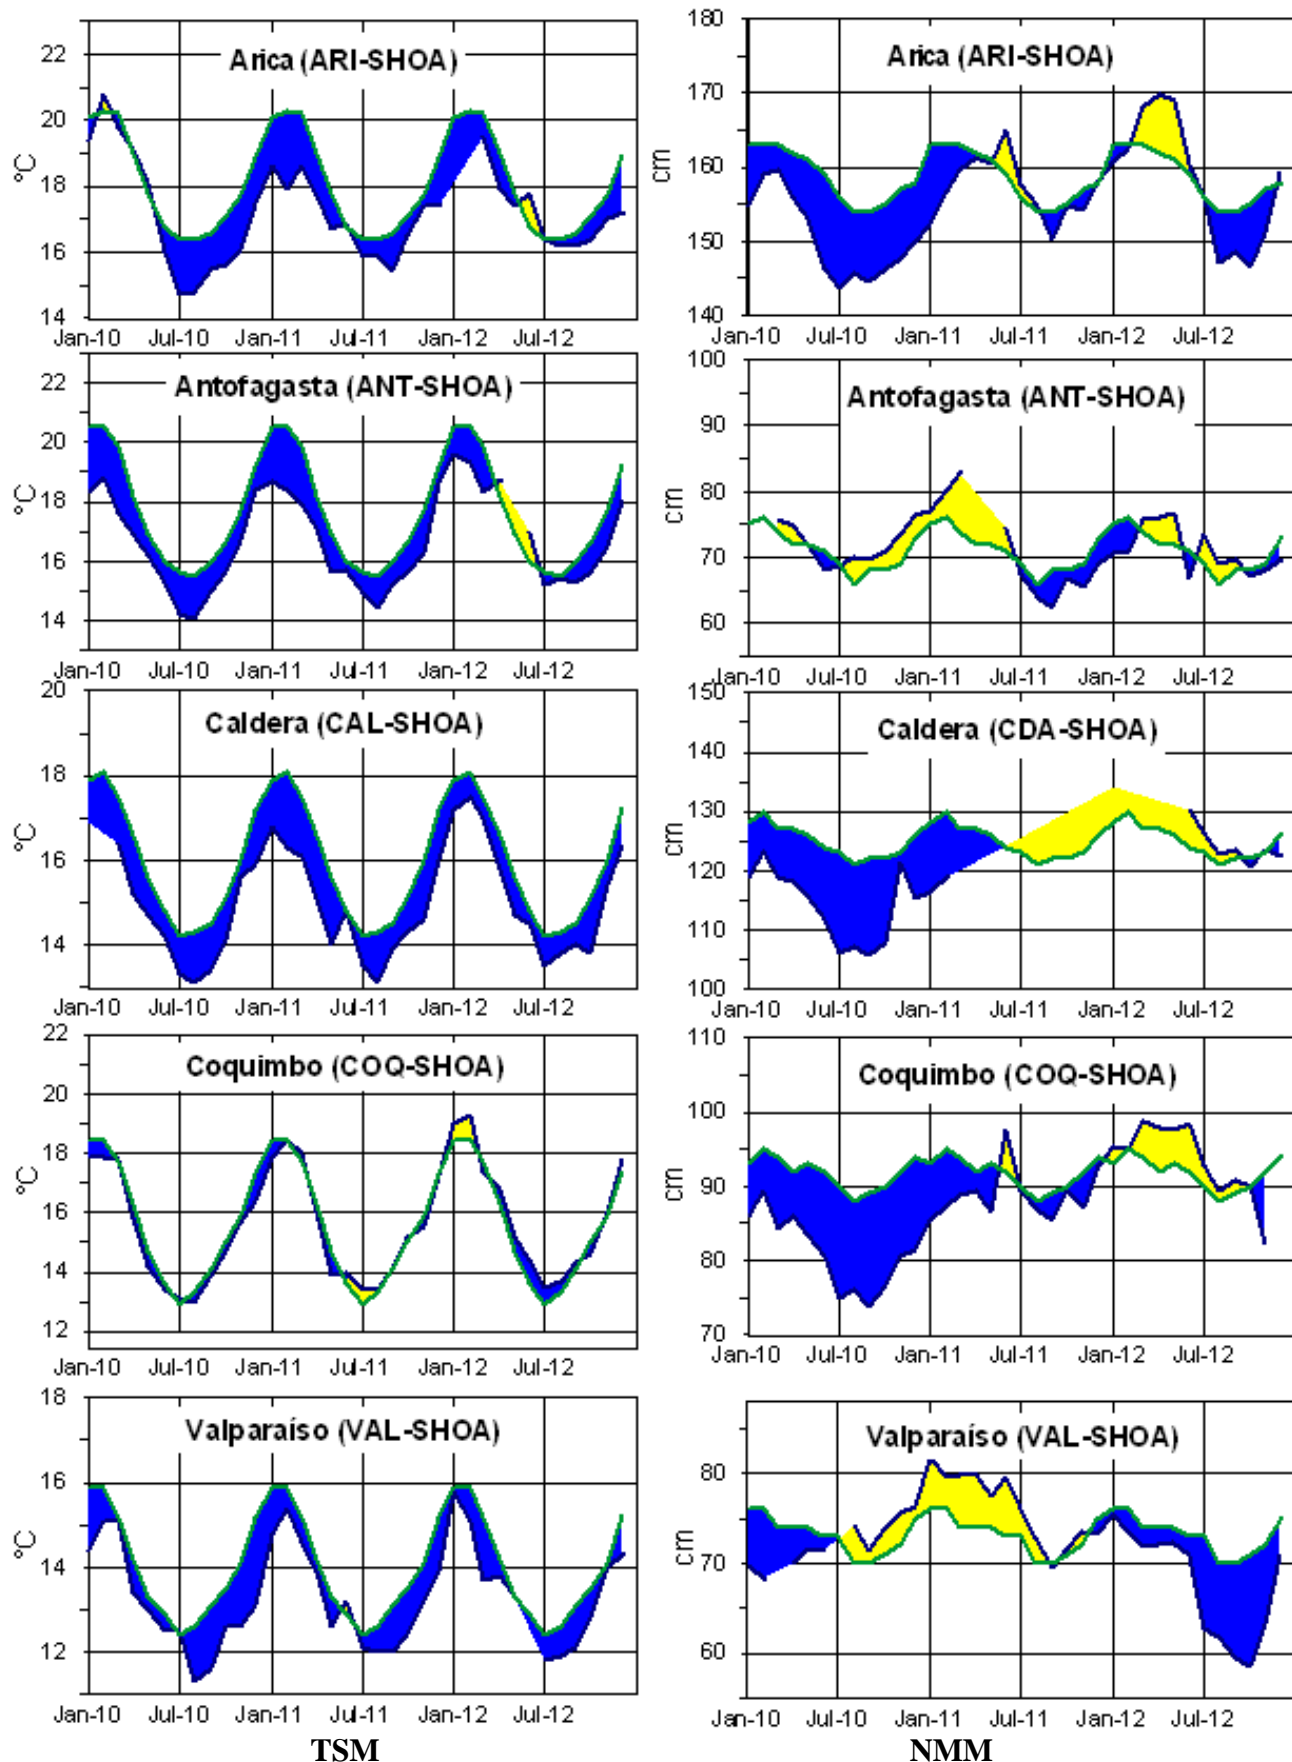 Arica (ARI-SHOA)
22
20
18
16
14
°C
Jan-10 Jul-10 Jan-11 Jul-11 Jan-12 Jul-12
Arica (ARI-SHOA)
180
170
160
150
140
cm
Jan-10 Jul-10 Jan-11 Jul-11 Jan-12 Jul-12
Antofagasta (ANT-SHOA)
22
20
18
16
14
°C
Jan-10 Jul-10 Jan-11 Jul-11 Jan-12 Jul-12
Antofagasta (ANT-SHOA)
100
90
80
70
60
cm
Jan-10 Jul-10 Jan-11 Jul-11 Jan-12 Jul-12
Caldera (CAL-SHOA)
20
18
16
14
°C
Jan-10 Jul-10 Jan-11 Jul-11 Jan-12 Jul-12
Caldera (CDA-SHOA)
150
140
130
120
110
100
cm
Jan-10 Jul-10 Jan-11 Jul-11 Jan-12 Jul-12
Coquimbo (COQ-SHOA)
22
20
18
16
14
12
°C
Jan-10 Jul-10 Jan-11 Jul-11 Jan-12 Jul-12
Coquimbo (COQ-SHOA)
110
100
90
80
70
cm
Jan-10 Jul-10 Jan-11 Jul-11 Jan-12 Jul-12
Valparaíso (VAL-SHOA)
18
16
14
12
°C
Jan-10 Jul-10 Jan-11 Jul-11 Jan-12 Jul-12
Valparaíso (VAL-SHOA)
80
70
60
cm
Jan-10 Jul-10 Jan-11 Jul-11 Jan-12 Jul-12
TSM
NMM